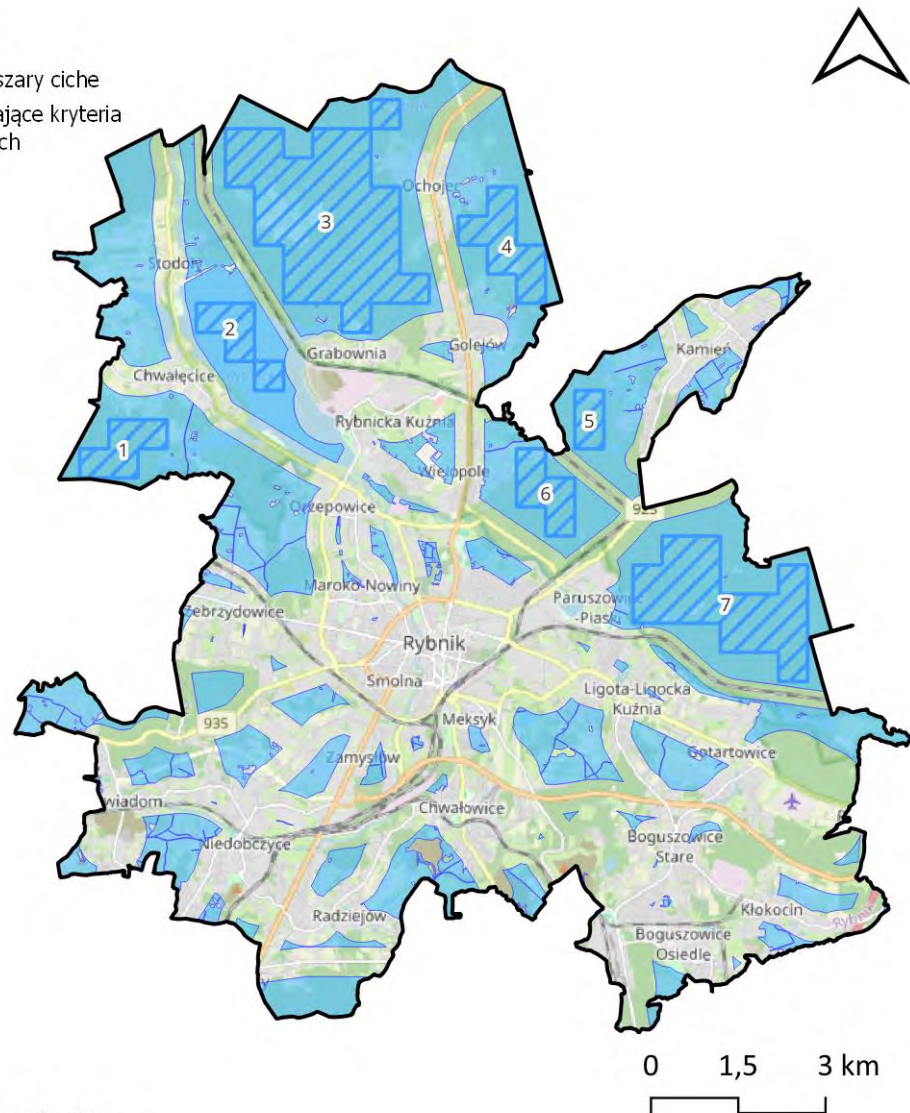 szary ciche
ające kryteria
ch
3
Ochojec
4
Stodoły
2
Grabownia
Golejów
Kamień
Chwałęcice
5
1
Rybnicka Kuźnia
Wielopole
6
Orzepowice
925
Maroko-Nowiny
Paruszowiec
-Piaski
7
Zebrzydowice
Rybnik
Smolna
Ligota-Ligocka
Kuźnia
935
Meksyk
Zamysłów
Gotartowice
wiadom
Chwałowice
Niedobczyce
Boguszowice
Stare
Radziejów
Kłokocin
Boguszowice
Osiedle
0 1,5 3 km